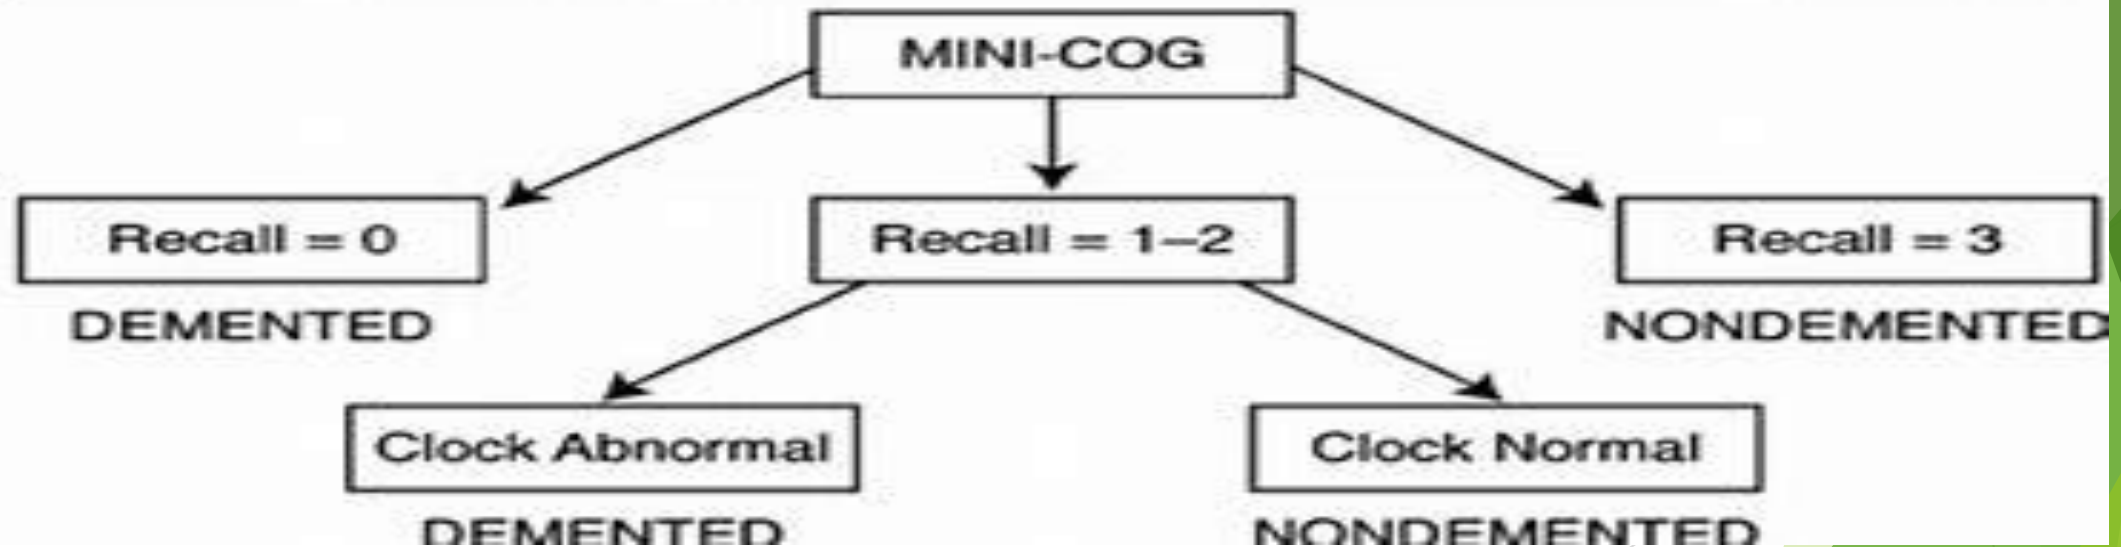 MINI-COG
Recall = 0
Recall = 1–2
Recall = 3
DEMENTED
NONDEMENTED
Clock Abnormal
Clock Normal
DEMENTED
NONDEMENTED